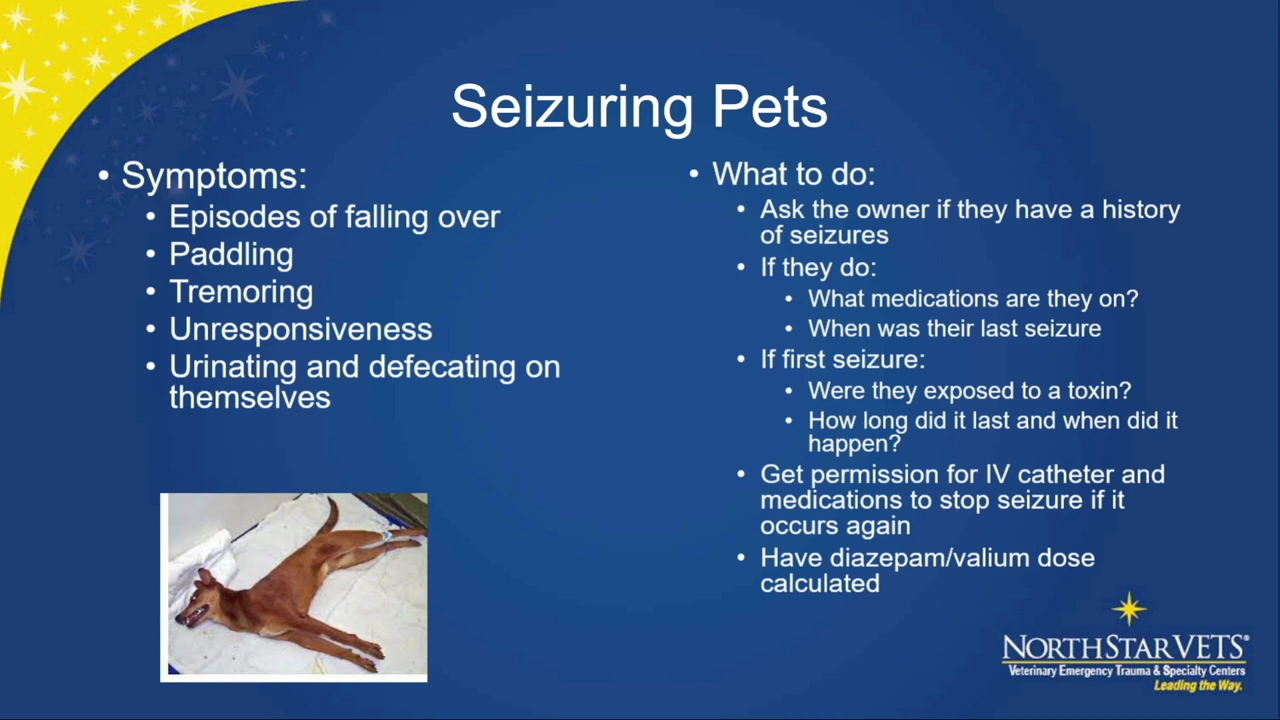 Seizuring Pets
• Symptoms:
• Episodes of falling over
• Paddling
• Tremoring
• Unresponsiveness
• Urinating and defecating on
themselves
• What to do:
• Ask the owner if they have a history
of seizures
• If they do:
• What medications are they on?
• When was their last seizure
• If first seizure:
• Were they exposed to a toxin?
• How long did it last and when did it
happen?
• Get permission for IV catheter and
medications to stop seizure if it
occurs again
• Have diazepam/valium dose
calculated
NORTHSTAR VETS®
Veterinary Emergency Trauma & Specialty Centers
Leading the Way.